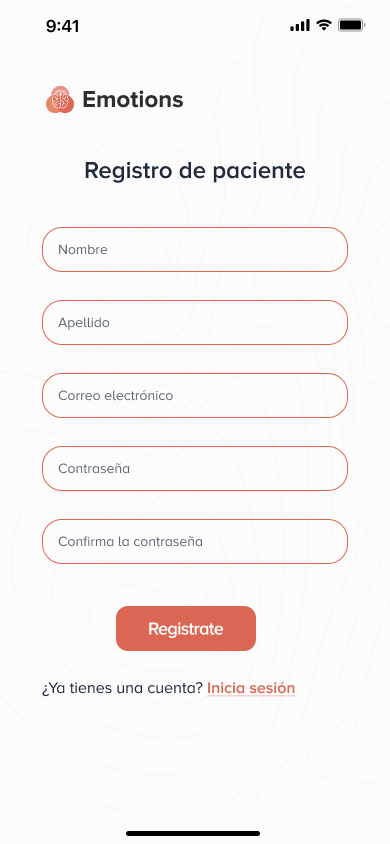 9:41
Emotions
Registro de paciente
Nombre
Apellido
Correo electrónico
Contraseña
Confirma la contraseña
Registrate
¿Ya tienes una cuenta? Inicia sesión